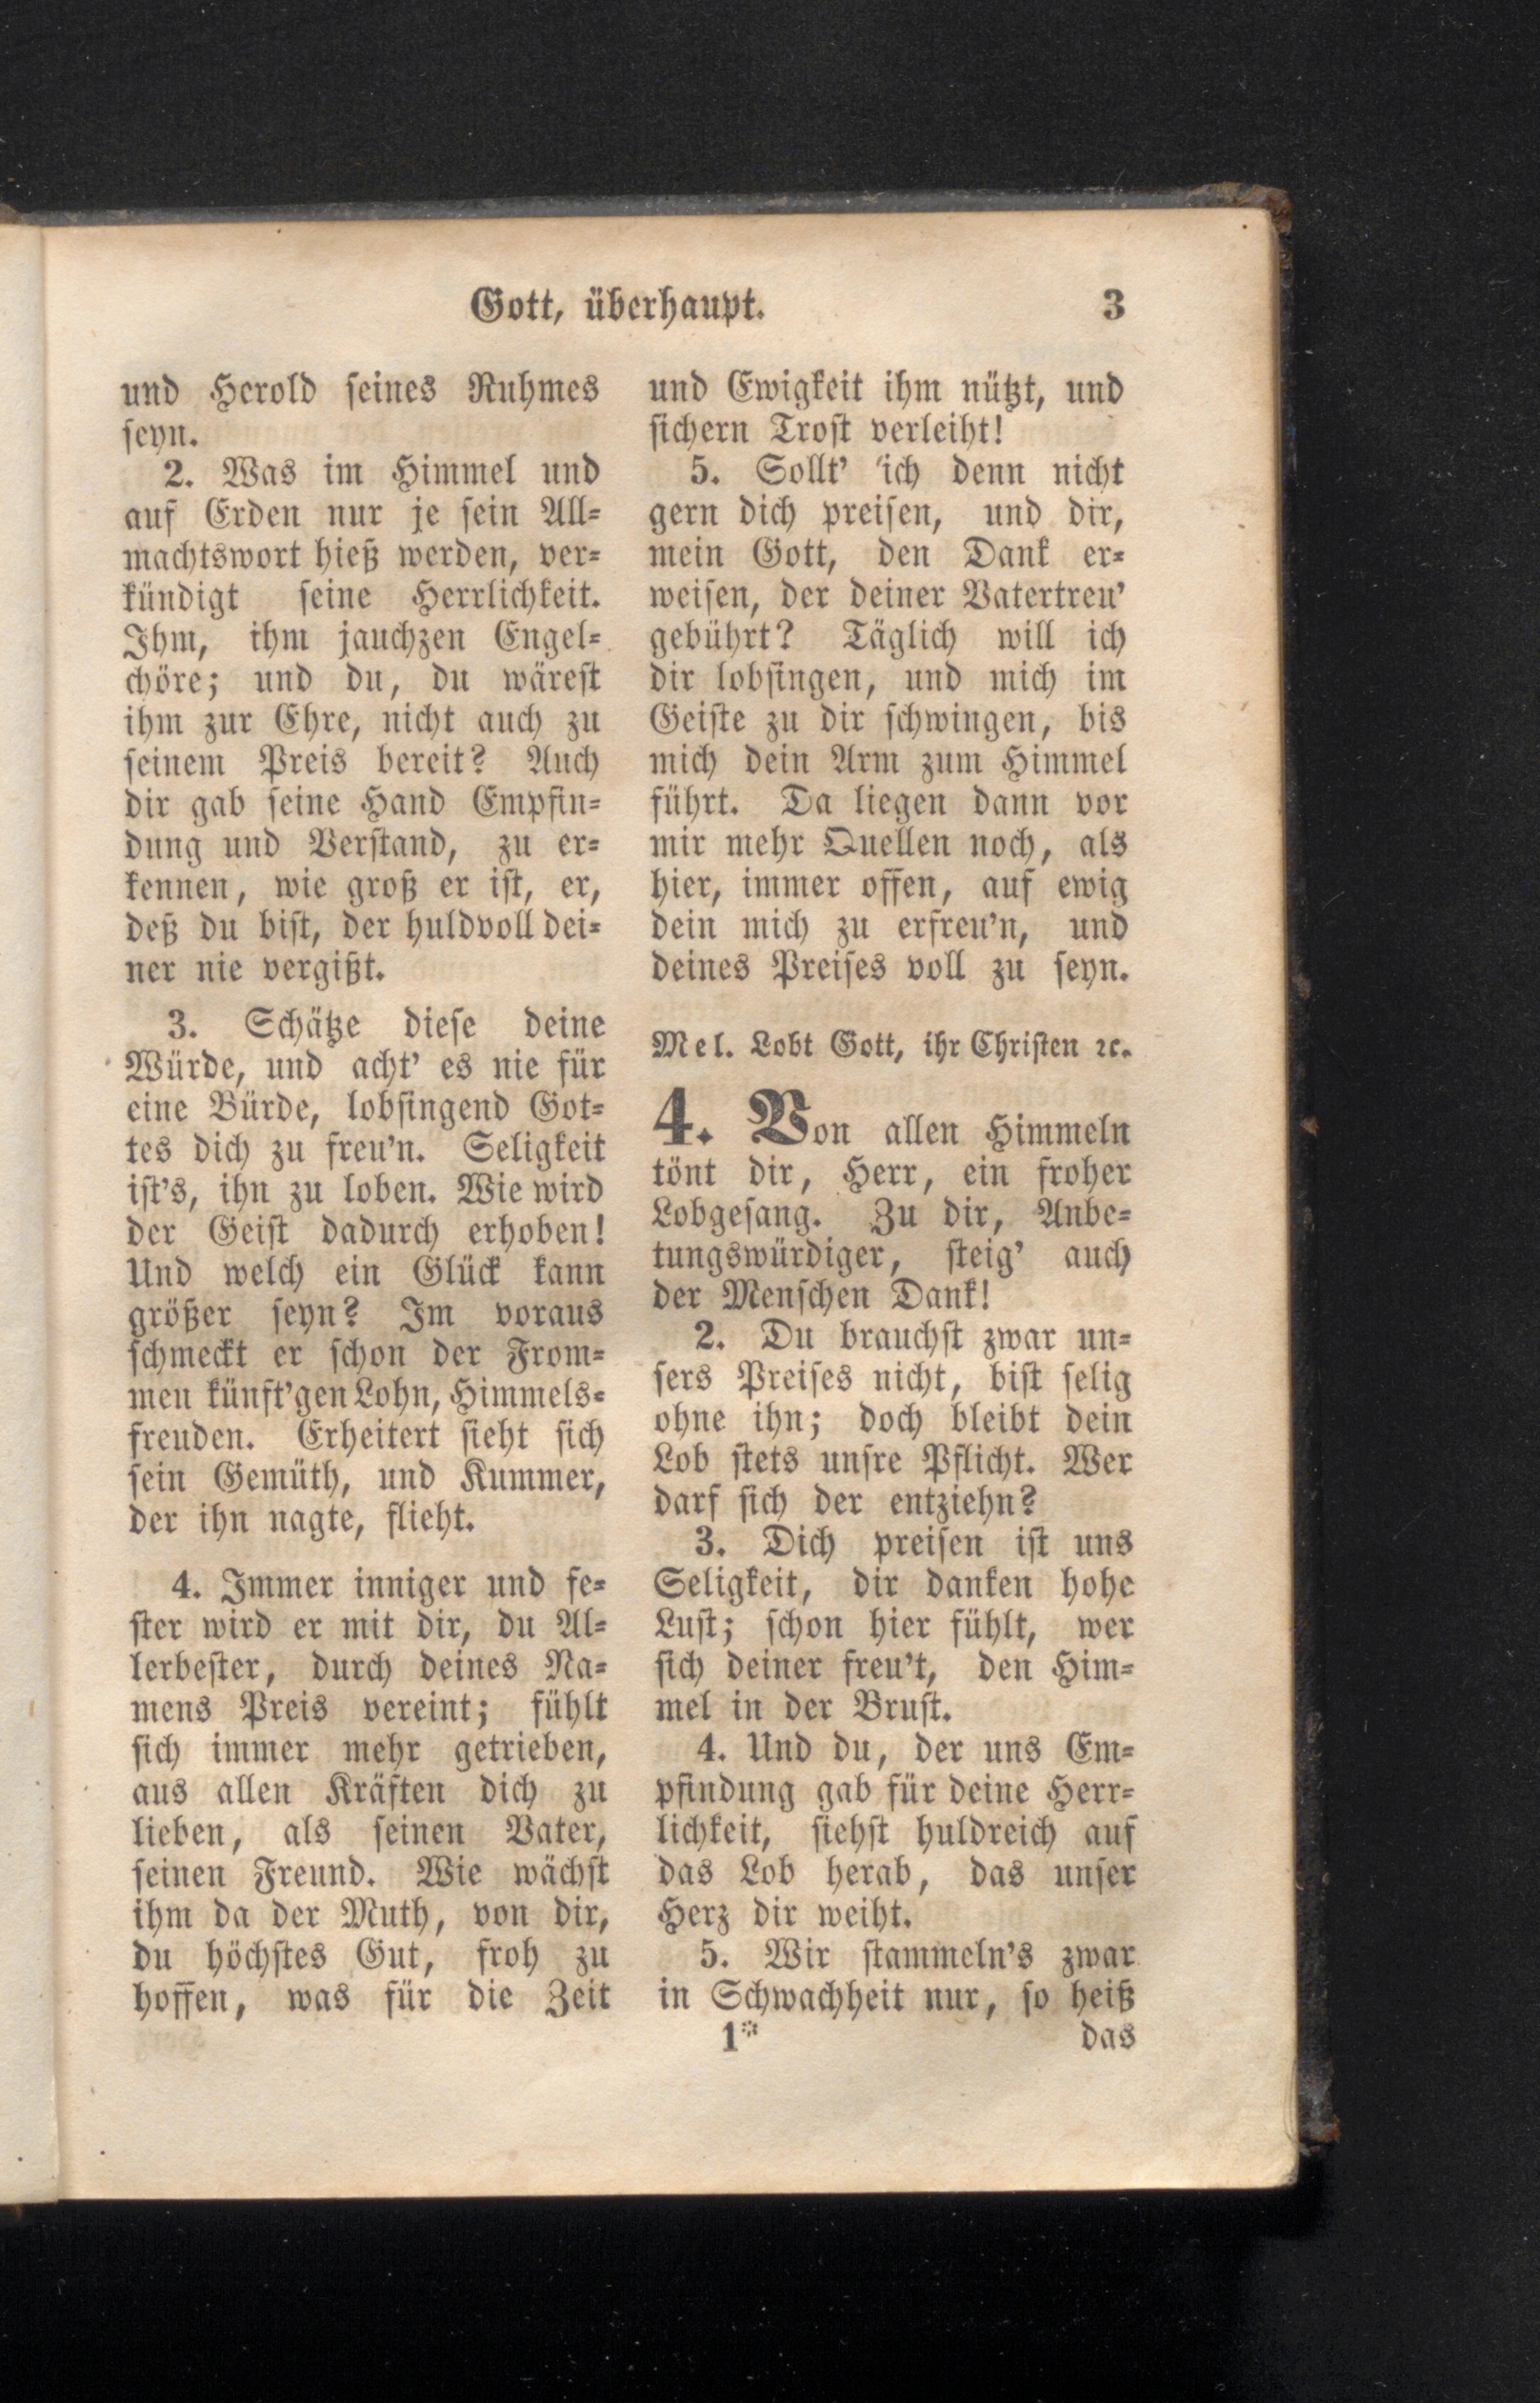 Gott, überhaupt. 3
und Herold seines Ruhmes
seyn.
2. Was im Himmel und
auf Erden nur je sein All-
machtswort hieß werden, ver-
kündigt seine Herrlichkeit.
Ihm, ihm jauchzen Engel-
chöre; und du, du wärest
ihm zur Ehre, nicht auch zu
seinem Preis bereit? Auch
dir gab seine Hand Empfin-
dung und Verstand, zu er-
kennen, wie groß er ist, er,
deß du bist, der huldvoll dei-
ner nie vergißt.
3. Schätze diese deine
Würde, und acht' es nie für
eine Bürde, lobsingend Got-
tes dich zu freu'n. Seligkeit
ist's, ihn zu loben. Wie wird
der Geist dadurch erhoben!
Und welch ein Glück kann
größer seyn? Im voraus
schmeckt er schon der From-
men künft'gen Lohn, Himmels-
freuden. Erheitert sieht sich
sein Gemüth, und Kummer,
der ihn nagte, flieht.
4. Immer inniger und fe-
ster wird er mit dir, du Al-
lerbester, durch deines Na-
mens Preis vereint; fühlt
sich immer mehr getrieben,
aus allen Kräften dich zu
lieben, als seinen Vater,
seinen Freund. Wie wächst
ihm da der Muth, von dir,
du höchstes Gut, froh zu
hoffen, was für die Zeit
und Ewigkeit ihm nützt, und
sichern Trost verleiht!
5. Sollt' ich denn nicht
gern dich preisen, und dir,
mein Gott, den Dank er-
weisen, der deiner Vatertreu'
gebührt? Täglich will ich
dir lobsingen, und mich im
Geiste zu dir schwingen, bis
mich dein Arm zum Himmel
führt. Da liegen dann vor
mir mehr Quellen noch, als
hier, immer offen, auf ewig
dein mich zu erfreu'n, und
deines Preises voll zu seyn.
Mel. Lobt Gott, ihr Christen ꝛc.
4. Von allen Himmeln
tönt dir, Herr, ein froher
Lobgesang. Zu dir, Anbe-
tungswürdiger, steig' auch
der Menschen Dank!
2. Du brauchst zwar un-
sers Preises nicht, bist selig
ohne ihn; doch bleibt dein
Lob stets unsre Pflicht. Wer
darf sich der entziehn?
3. Dich preisen ist uns
Seligkeit, dir danken hohe
Lust; schon hier fühlt, wer
sich deiner freu't, den Him-
mel in der Brust.
4. Und du, der uns Em-
pfindung gab für deine Herr-
lichkeit, siehst huldreich auf
das Lob herab, das unser
Herz dir weiht.
5. Wir stammeln's zwar
in Schwachheit nur, so heiß
1* das